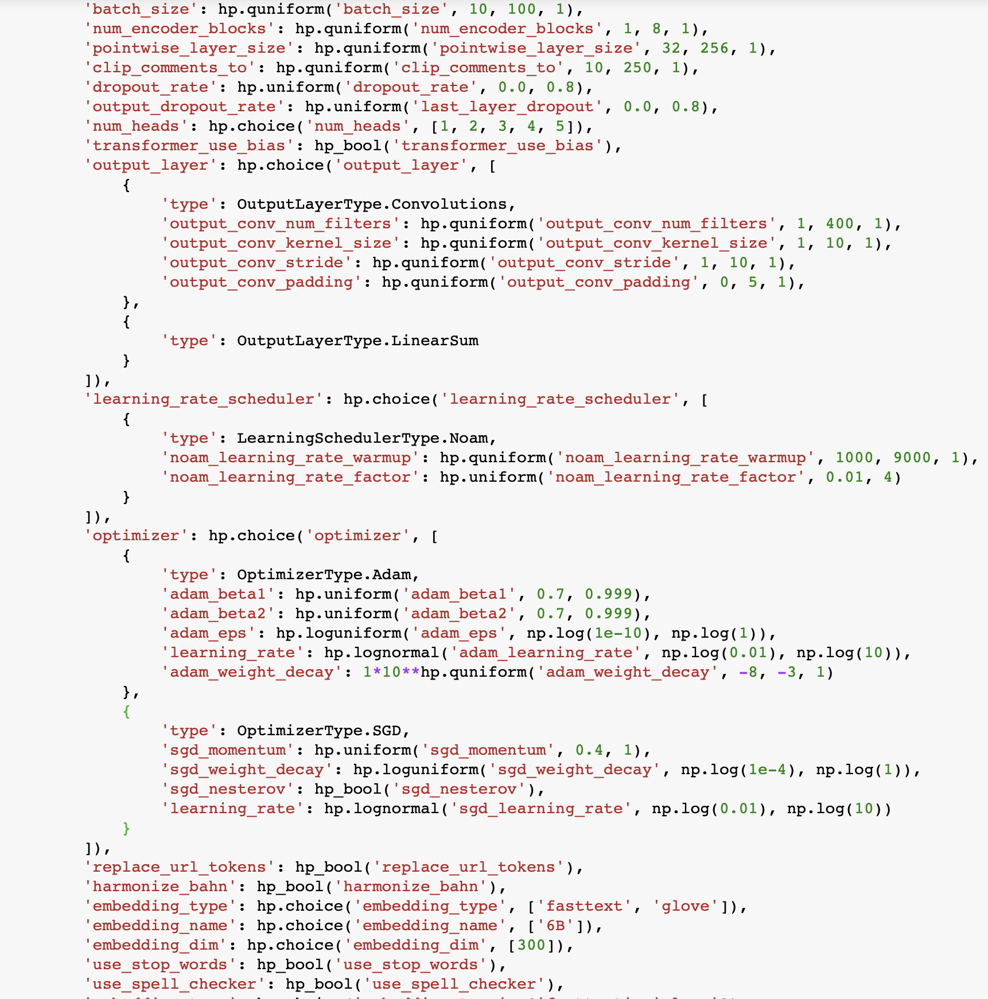 'batch_size': hp.quniform('batch_size', 10, 100, 1),
'num_encoder_blocks': hp.quniform('num_encoder_blocks', 1, 8, 1),
'pointwise_layer_size': hp.quniform('pointwise_layer_size', 32, 256, 1),
'clip_comments_to': hp.quniform('clip_comments_to', 10, 250, 1),
'dropout_rate': hp.uniform('dropout_rate', 0.0, 0.8),
'output_dropout_rate': hp.uniform('last_layer_dropout', 0.0, 0.8),
'num_heads': hp.choice('num_heads', [1, 2, 3, 4, 5]),
'transformer_use_bias': hp_bool('transformer_use_bias'),
'output_layer': hp.choice('output_layer', [
{
'type': OutputLayerType.Convolutions,
'output_conv_num_filters': hp.quniform('output_conv_num_filters', 1, 400, 1),
'output_conv_kernel_size': hp.quniform('output_conv_kernel_size', 1, 10, 1),
'output_conv_stride': hp.quniform('output_conv_stride', 1, 10, 1),
'output_conv_padding': hp.quniform('output_conv_padding', 0, 5, 1),
},
{
'type': OutputLayerType.LinearSum
}
]),
'learning_rate_scheduler': hp.choice('learning_rate_scheduler', [
{
'type': LearningSchedulerType.Noam,
'noam_learning_rate_warmup': hp.quniform('noam_learning_rate_warmup', 1000, 9000, 1),
'noam_learning_rate_factor': hp.uniform('noam_learning_rate_factor', 0.01, 4)
}
]),
'optimizer': hp.choice('optimizer', [
{
'type': OptimizerType.Adam,
'adam_beta1': hp.uniform('adam_beta1', 0.7, 0.999),
'adam_beta2': hp.uniform('adam_beta2', 0.7, 0.999),
'adam_eps': hp.loguniform('adam_eps', np.log(1e-10), np.log(1)),
'learning_rate': hp.lognormal('adam_learning_rate', np.log(0.01), np.log(10)),
'adam_weight_decay': 1*10**hp.quniform('adam_weight_decay', -8, -3, 1)
},
{
'type': OptimizerType.SGD,
'sgd_momentum': hp.uniform('sgd_momentum', 0.4, 1),
'sgd_weight_decay': hp.loguniform('sgd_weight_decay', np.log(1e-4), np.log(1)),
'sgd_nesterov': hp_bool('sgd_nesterov'),
'learning_rate': hp.lognormal('sgd_learning_rate', np.log(0.01), np.log(10))
}
]),
'replace_url_tokens': hp_bool('replace_url_tokens'),
'harmonize_bahn': hp_bool('harmonize_bahn'),
'embedding_type': hp.choice('embedding_type', ['fasttext', 'glove']),
'embedding_name': hp.choice('embedding_name', ['6B']),
'embedding_dim': hp.choice('embedding_dim', [300]),
'use_stop_words': hp_bool('use_stop_words'),
'use_spell_checker': hp_bool('use_spell_checker'),